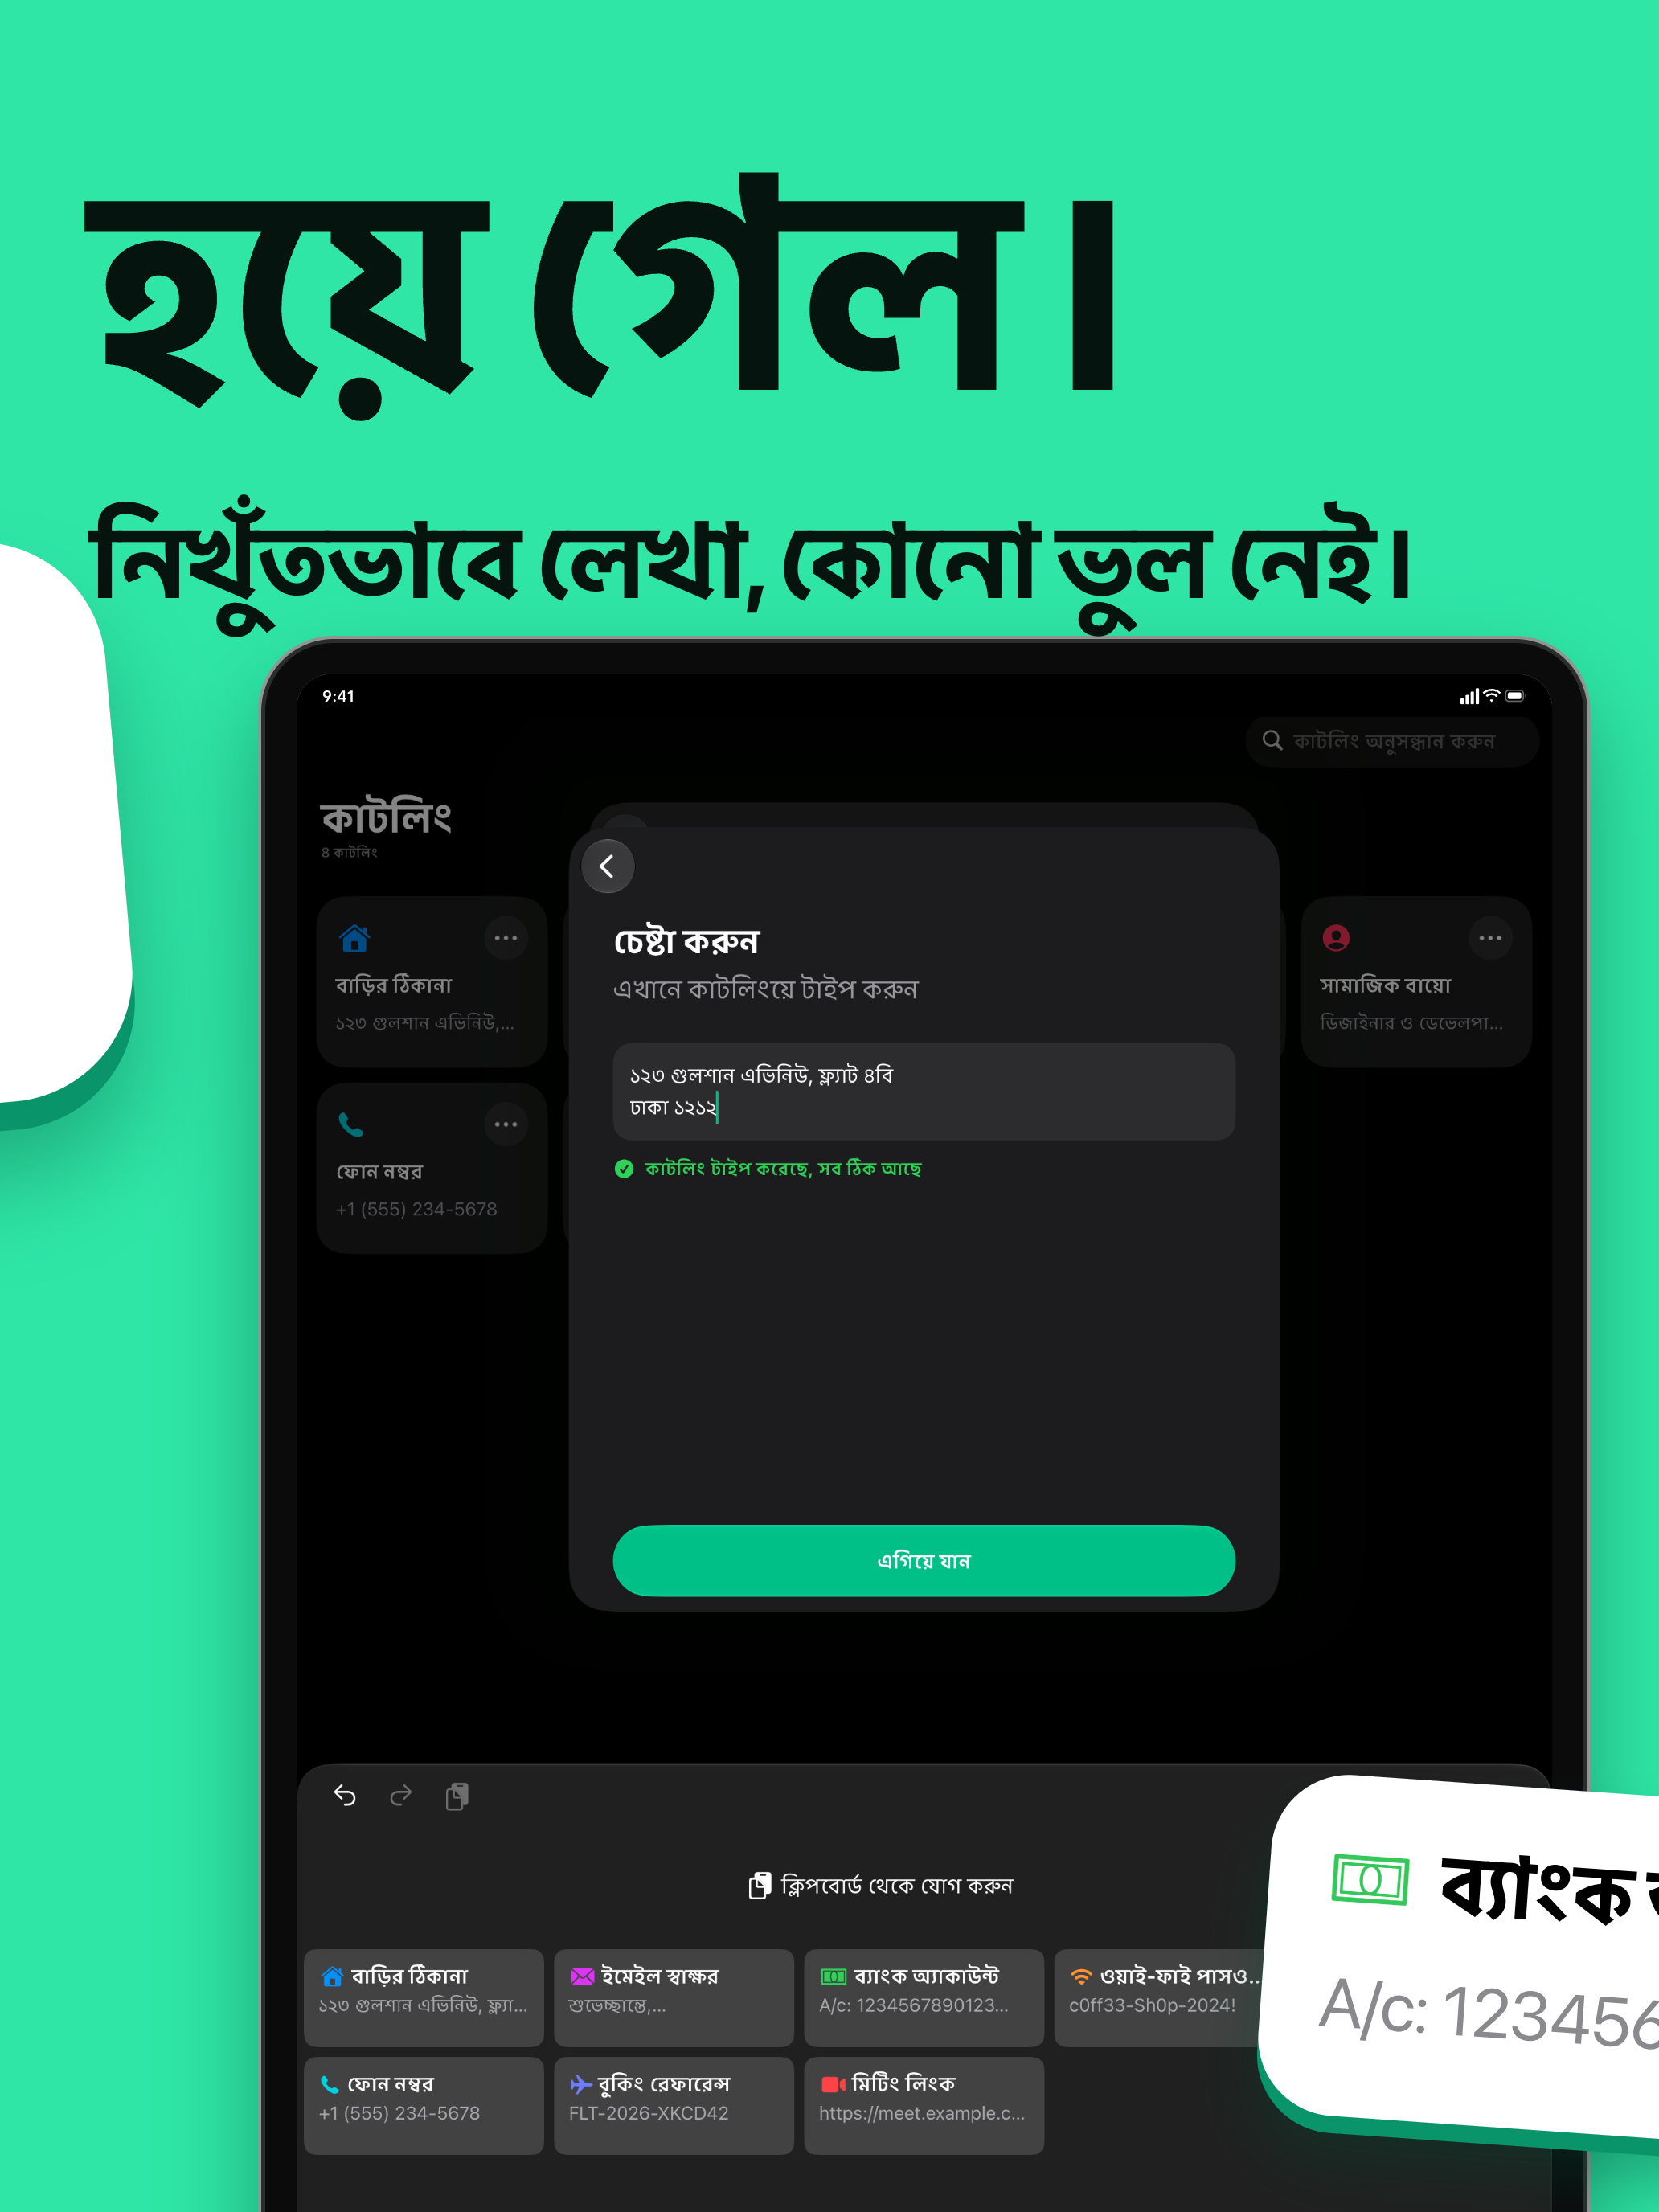 হয়ে গেল।
নিখুঁতভাবে লেখা, কোনো ভুল নেই।
9:41
কাটলিং অনুসন্ধান করুন
কাটলিং
৪ কাটলিং
বাড়ির ঠিকানা
১২৩ গুলশান এভিনিউ,...
সামাজিক বায়ো
ডিজাইনার ও ডেভেলপা...
ফোন নম্বর
+1 (555) 234-5678
চেষ্টা করুন
এখানে কাটলিংয়ে টাইপ করুন
১২৩ গুলশান এভিনিউ, ফ্ল্যাট ৪বি
ঢাকা ১২১২
কাটলিং টাইপ করেছে, সব ঠিক আছে
এগিয়ে যান
ক্লিপবোর্ড থেকে যোগ করুন
বাড়ির ঠিকানা
১২৩ গুলশান এভিনিউ, ফ্ল্যা...
ইমেইল স্বাক্ষর
শুভেচ্ছান্তে,...
ব্যাংক অ্যাকাউন্ট
A/c: 1234567890123...
ওয়াই-ফাই পাসও...
c0ff33-Sh0p-2024!
ফোন নম্বর
+1 (555) 234-5678
বুকিং রেফারেন্স
FLT-2026-XKCD42
মিটিং লিংক
https://meet.example.c...
ব্যাংক
A/c: 123456